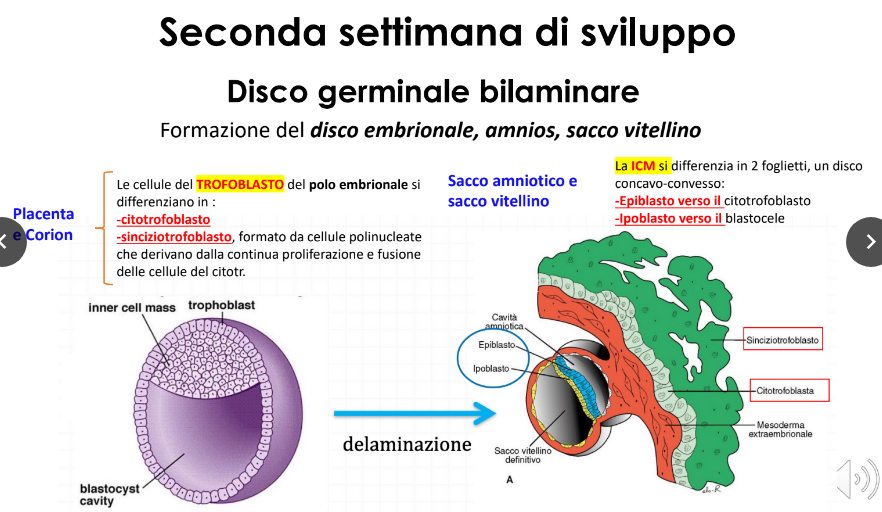 Seconda settimana di sviluppo
Disco germinale bilaminare
Formazione del disco embrionale, amnios, sacco vitellino
Placenta
e Corion
Le cellule del TROFOBLASTO del polo embrionale si
differenziano in :
-citotrofoblasto
-sinciziotrofoblasto, formato da cellule polinucleate
che derivano dalla continua proliferazione e fusione
delle cellule del citotr.
Sacco amniotico e
sacco vitellino
La ICM si differenzia in 2 foglietti, un disco
concavo-convesso:
-Epiblasto verso il citotrofoblasto
-Ipoblasto verso il blastocele
inner cell mass
trophoblast
blastocyst
cavity
delaminazione
Cavità
amniotica
Epiblasto
Ipoblasto
Sacco vitellino
definitivo
A
Sinciziotrofoblasto
Citotrofoblasta
Mesoderma
extraembrionale